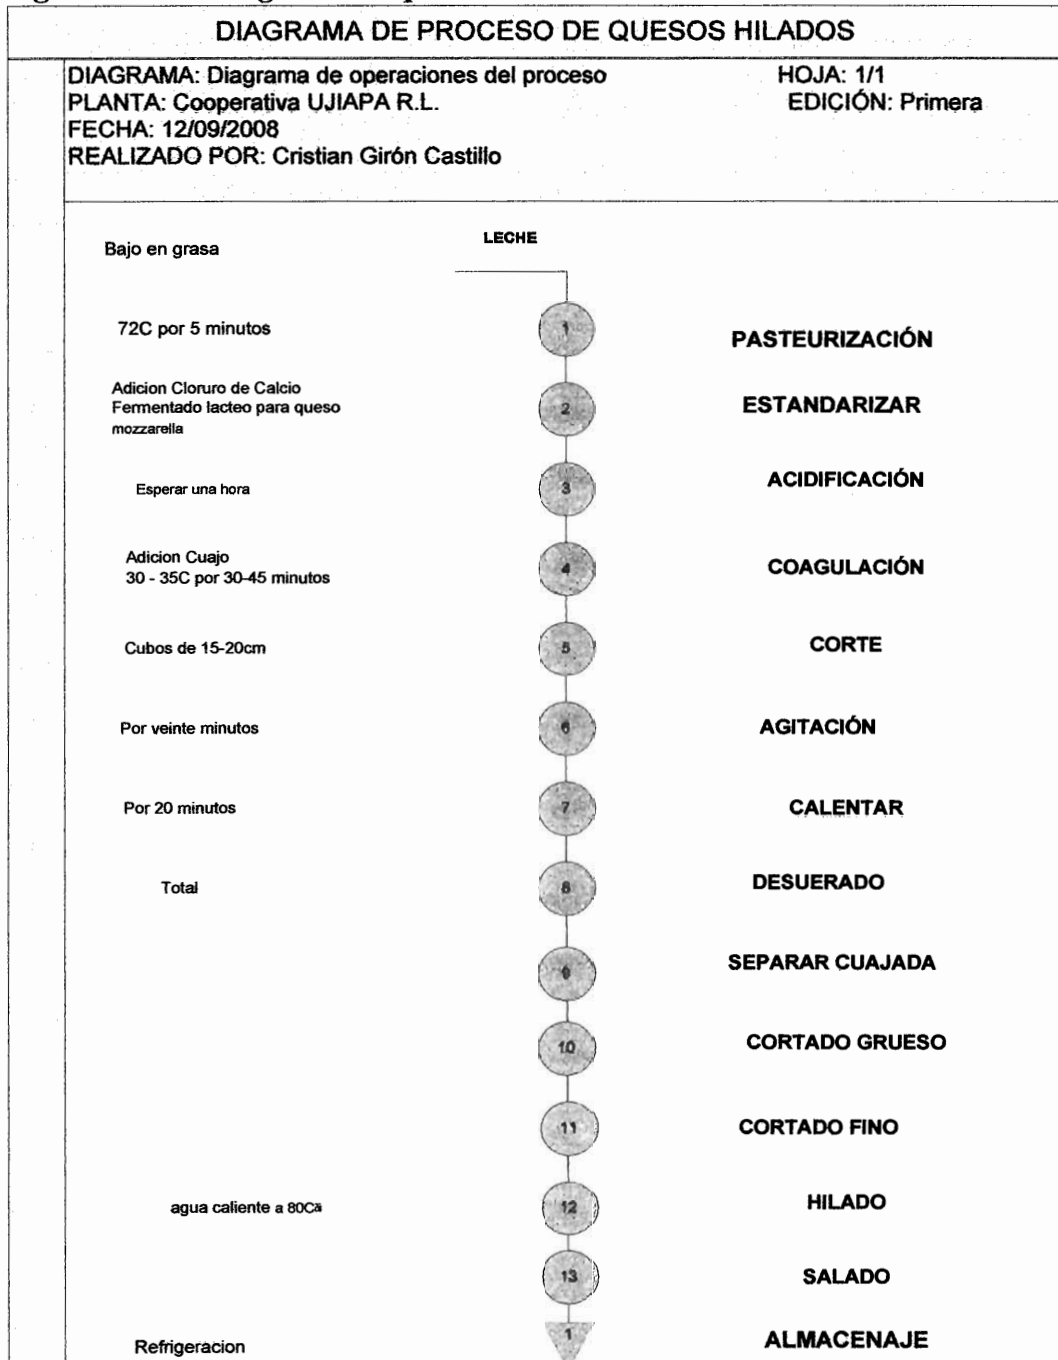 DIAGRAMA DE PROCESO DE QUESOS HILADOS
DIAGRAMA: Diagrama de operaciones del proceso HOJA: 1/1
PLANTA: Cooperativa UJIAPA R.L. EDICIÓN: Primera
FECHA: 12/09/2008
REALIZADO POR: Cristian Girón Castillo
Bajo en grasa LECHE
72C por 5 minutos 1 PASTEURIZACIÓN
Adicion Cloruro de Calcio
Fermentado lacteo para queso 2 ESTANDARIZAR
mozzarella
Esperar una hora 3 ACIDIFICACIÓN
Adicion Cuajo
30 - 35C por 30-45 minutos 4 COAGULACIÓN
Cubos de 15-20cm 5 CORTE
Por veinte minutos 6 AGITACIÓN
Por 20 minutos 7 CALENTAR
Total 8 DESUERADO
9 SEPARAR CUAJADA
10 CORTADO GRUESO
11 CORTADO FINO
agua caliente a 80Cª 12 HILADO
13 SALADO
Refrigeracion 1 ALMACENAJE